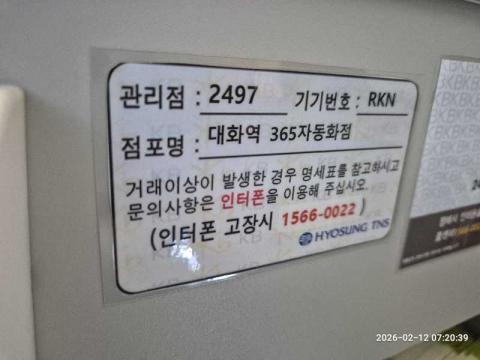 관리점 : 2497 기기번호 : RKN
점포명 : 대화역 365자동화점
거래이상이 발생한 경우 명세표를 참고하시고
문의사항은 인터폰을 이용해 주십시오.
(인터폰 고장시 1566-0022)
HYOSUNG TNS
2026-02-12 07:20:39